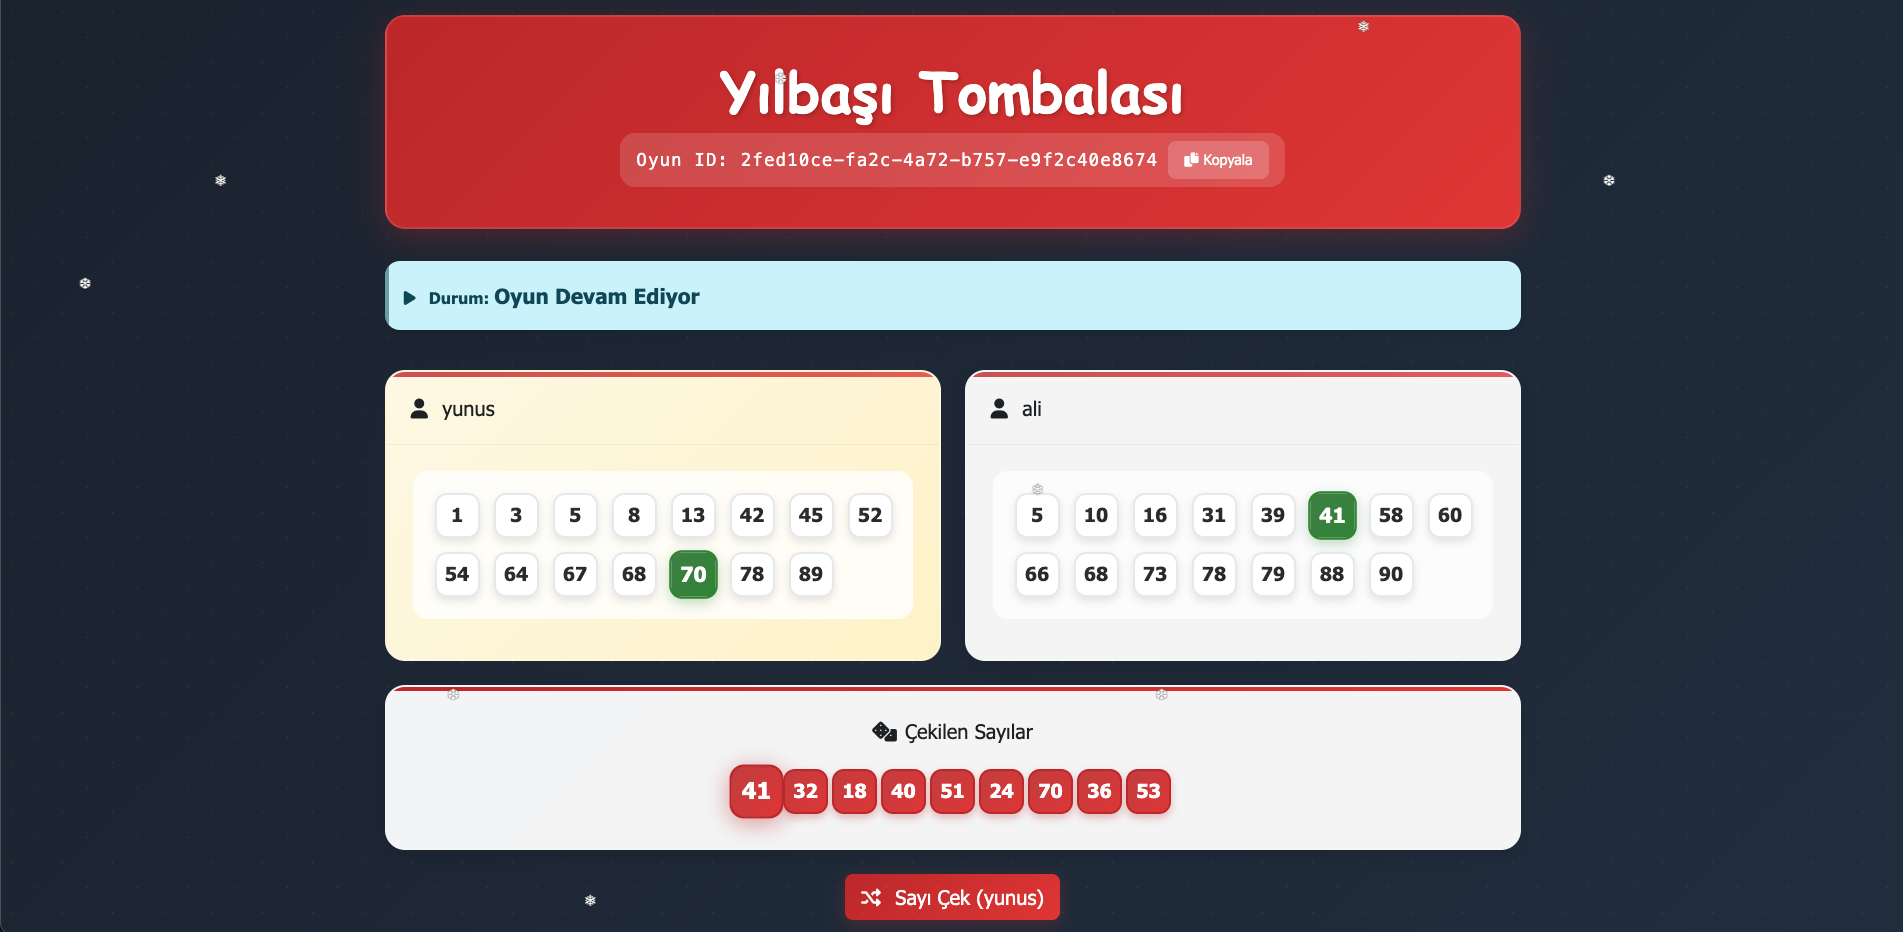 Yılbaşı Tombalası
Oyun ID: 2fed10ce-fa2c-4a72-b757-e9f2c40e8674 Kopyala
Durum: Oyun Devam Ediyor
yunus
1 3 5 8 13 42 45 52
54 64 67 68 70 78 89
ali
5 10 16 31 39 41 58 60
66 68 73 78 79 88 90
Çekilen Sayılar
41 32 18 40 51 24 70 36 53
Sayı Çek (yunus)